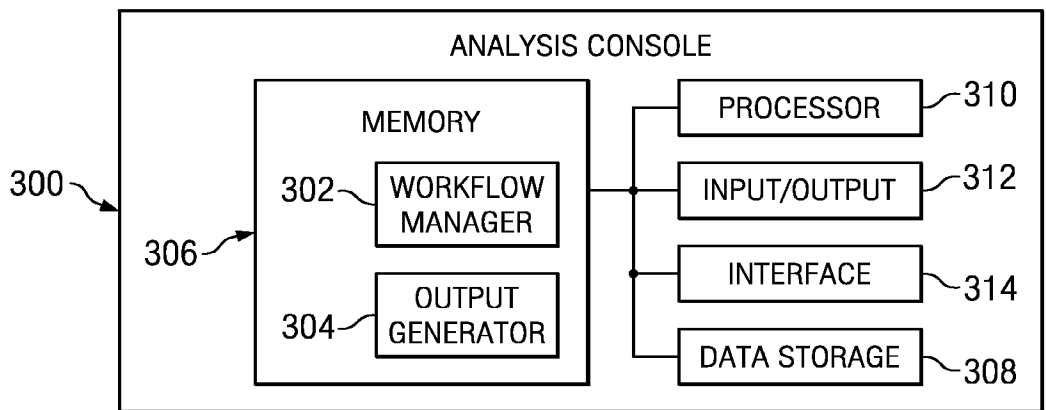 ANALYSIS CONSOLE
MEMORY
PROCESSOR
310
302
WORKFLOW
MANAGER
INPUT/OUTPUT
312
300
306
INTERFACE
314
304
OUTPUT
GENERATOR
DATA STORAGE
308